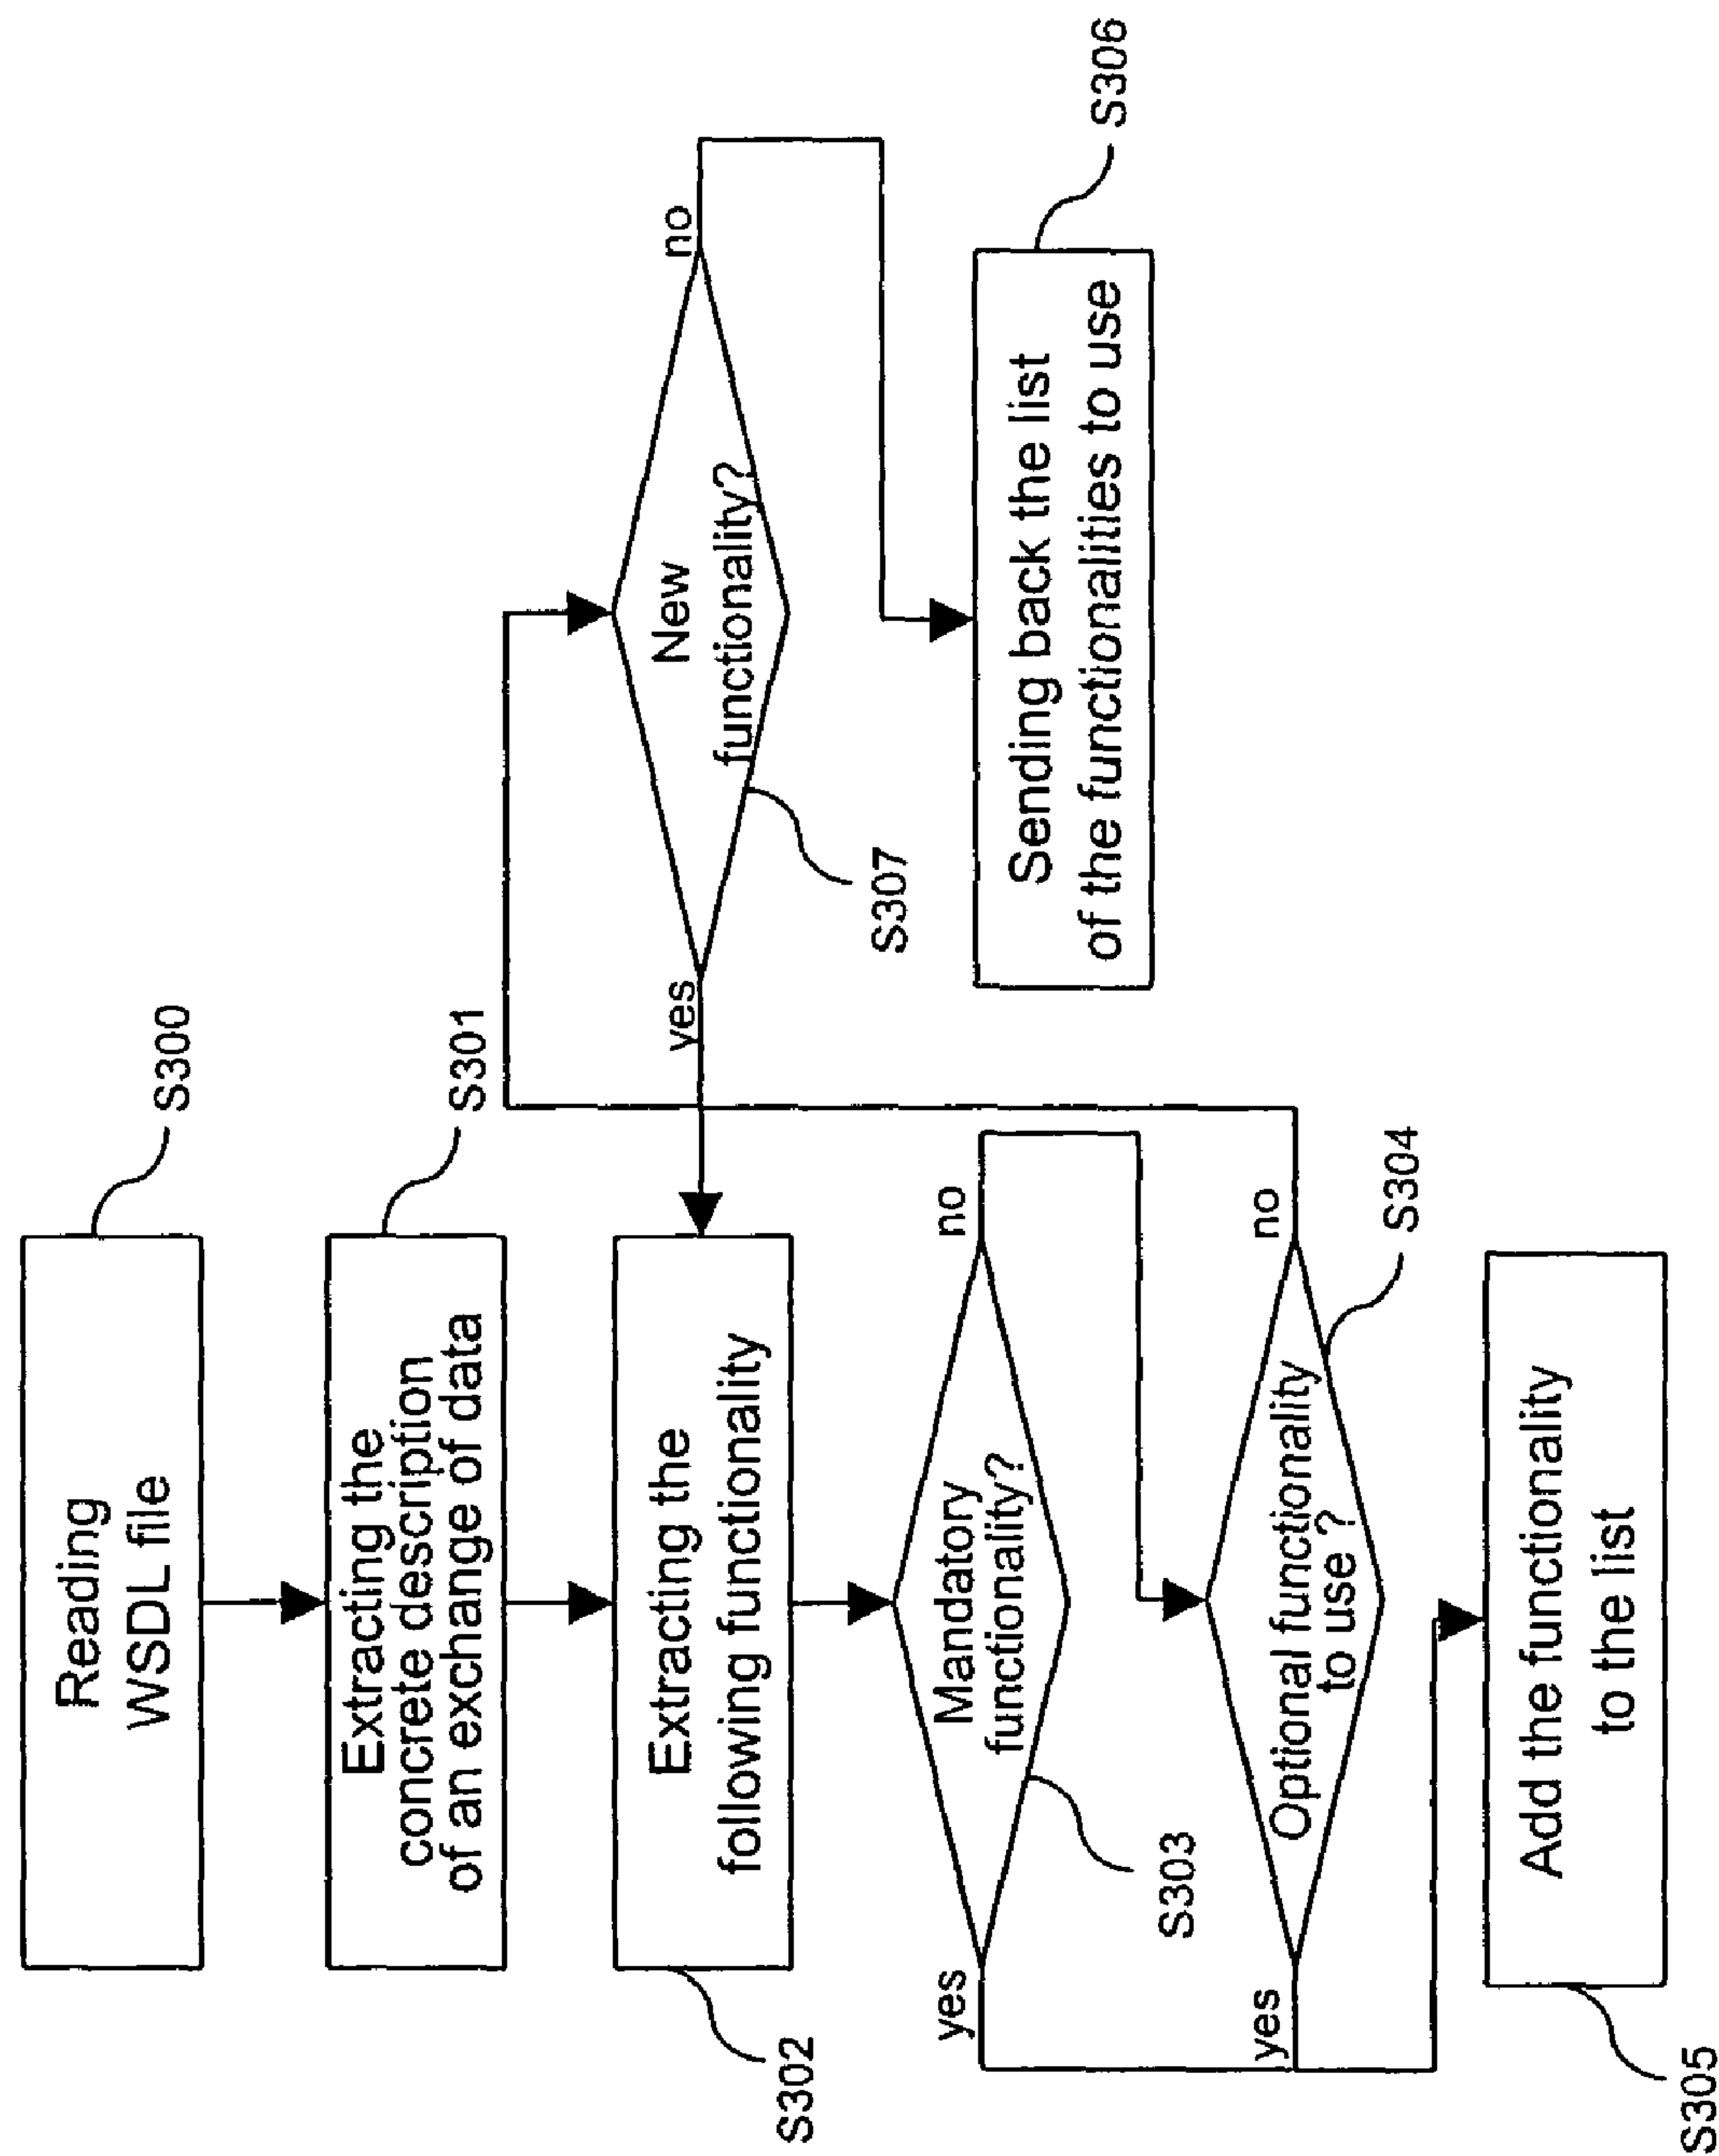 Reading
WSDL file
S300
Extracting the
concrete description
of an exchange of data
S301
Extracting the
following functionality
S302
Mandatory
functionality?
yes
no
S303
Optional functionality
to use ?
yes
no
S304
Add the functionality
to the list
S305
New
functionality?
yes
no
S307
Sending back the list
of the functionalities to use
S306